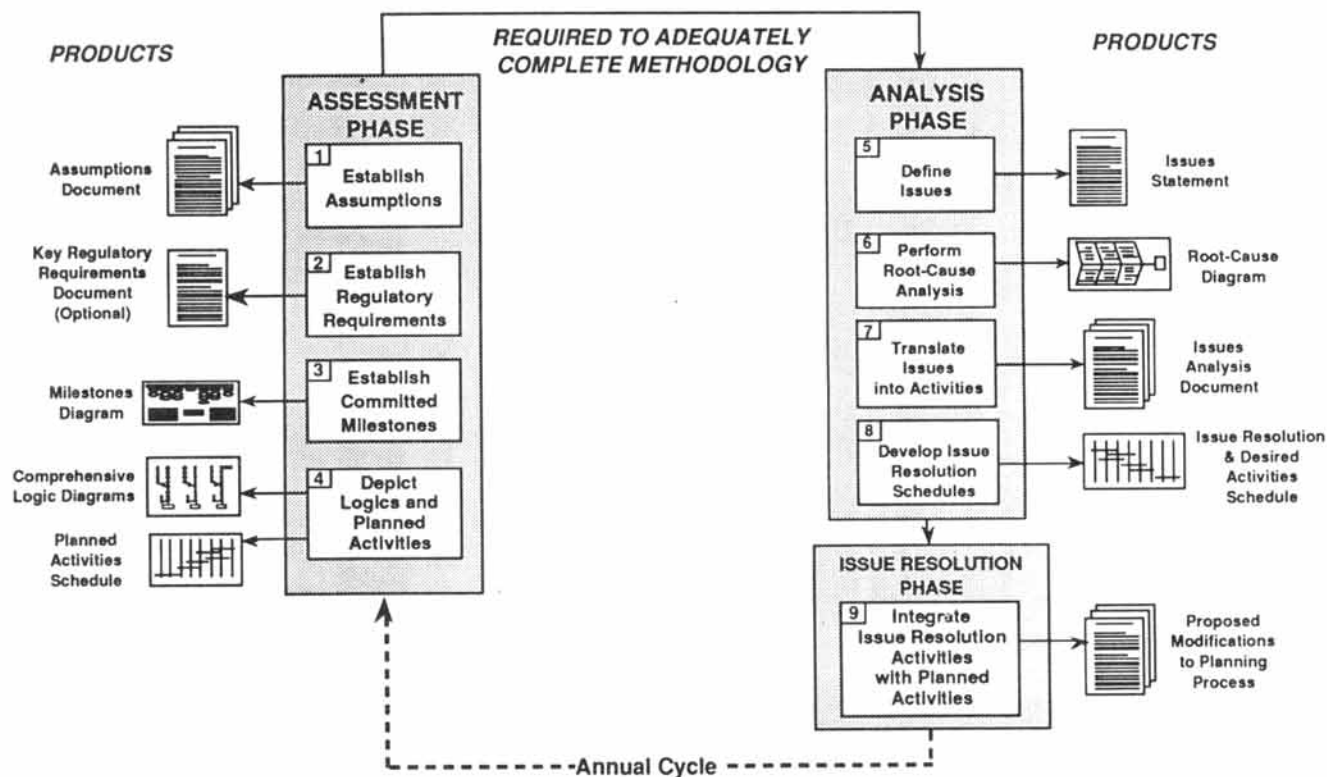 PRODUCTS
REQUIRED TO ADEQUATELY
COMPLETE METHODOLOGY
PRODUCTS
ASSESSMENT
PHASE
1
Establish
Assumptions
Assumptions
Document
2
Establish
Regulatory
Requirements
Key Regulatory
Requirements
Document
(Optional)
3
Establish
Committed
Milestones
Milestones
Diagram
4
Depict
Logics and
Planned
Activities
Comprehensive
Logic Diagrams
Planned
Activities
Schedule
ANALYSIS
PHASE
5
Define
Issues
Issues
Statement
6
Perform
Root-Cause
Analysis
Root-Cause
Diagram
7
Translate
Issues
into Activities
Issues
Analysis
Document
8
Develop Issue
Resolution
Schedules
Issue Resolution
& Desired
Activities
Schedule
ISSUE RESOLUTION
PHASE
9
Integrate
Issue Resolution
Activities
with Planned
Activities
Proposed
Modifications
to Planning
Process
Annual Cycle